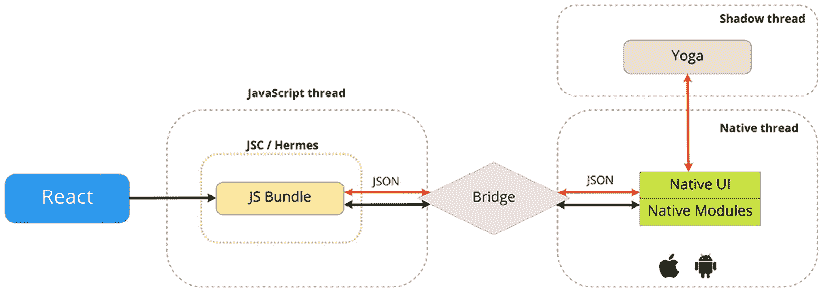 Shadow thread
Yoga
JavaScript thread
Native thread
JSC / Hermes
React
JS Bundle
JSON
Bridge
JSON
Native UI
Native Modules